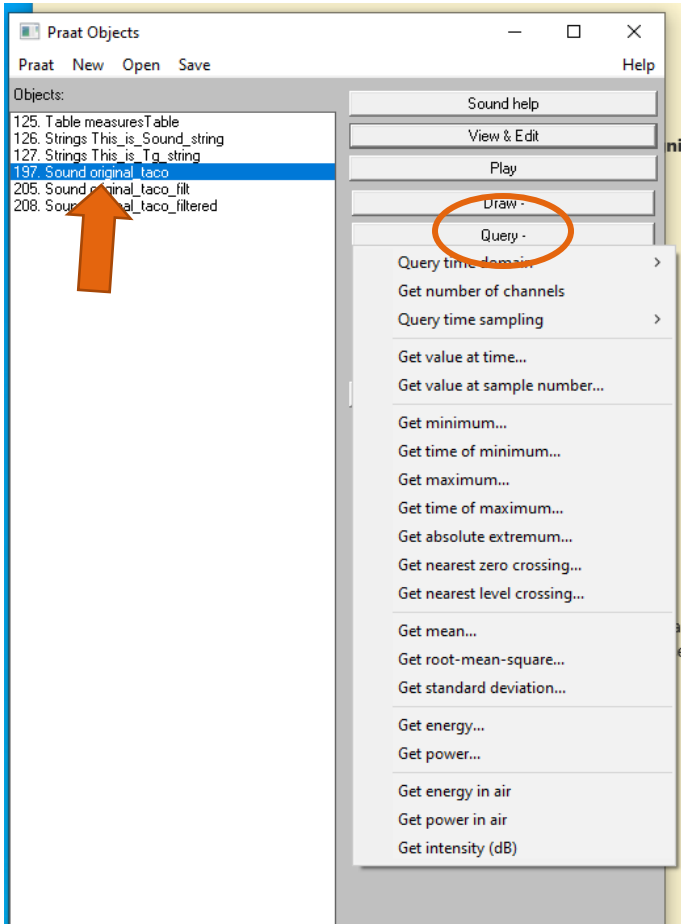 Praat Objects
Praat New Open Save Help
Objects:
125. Table measuresTable
126. Strings This_is_Sound_string
127. Strings This_is_Tg_string
197. Sound original_taco
205. Sound original_taco_filt
208. Sound original_taco_filtered
Sound help
View & Edit
Play
Draw -
Query -
Query time domain
Get number of channels
Query time sampling
Get value at time...
Get value at sample number...
Get minimum...
Get time of minimum...
Get maximum...
Get time of maximum...
Get absolute extremum...
Get nearest zero crossing...
Get nearest level crossing...
Get mean...
Get root-mean-square...
Get standard deviation...
Get energy...
Get power...
Get energy in air
Get power in air
Get intensity (dB)